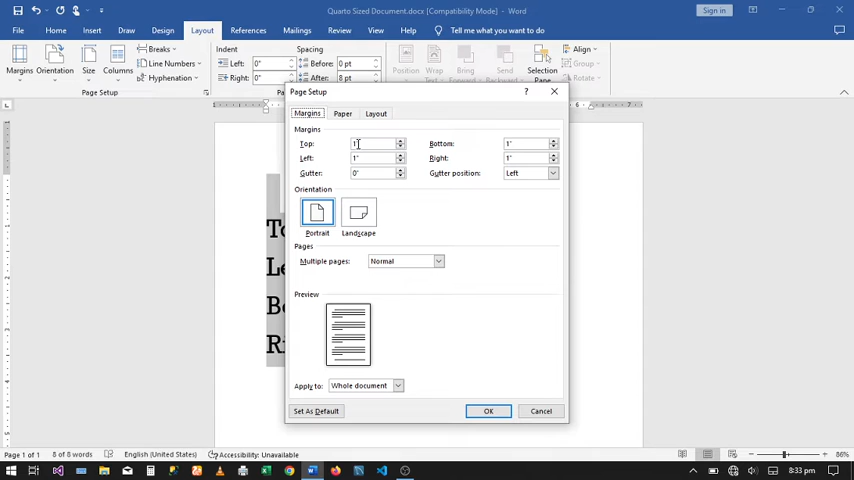 Quarto Sized Document.docx [Compatibility Mode] - Word
Sign in
File Home Insert Draw Design Layout References Mailings Review View Help Tell me what you want to do
Margins Orientation Size Columns
Breaks
Line Numbers
Hyphenation
Page Setup
Indent
Left: 0"
Right: 0"
Spacing
Before: 0 pt
After: 8 pt
Position
Wrap
Bring
Send
Selection
Pane
Align
Group
Rotate
Page Setup
Margins Paper Layout
Margins
Top: 1" Bottom: 1"
Left: 1" Right: 1"
Gutter: 0" Gutter position: Left
Orientation
Portrait Landscape
Pages
Multiple pages: Normal
Preview
Apply to: Whole document
Set As Default OK Cancel
Page 1 of 1 8 of 8 words English (United States) Accessibility: Unavailable 86%
8:33 pm